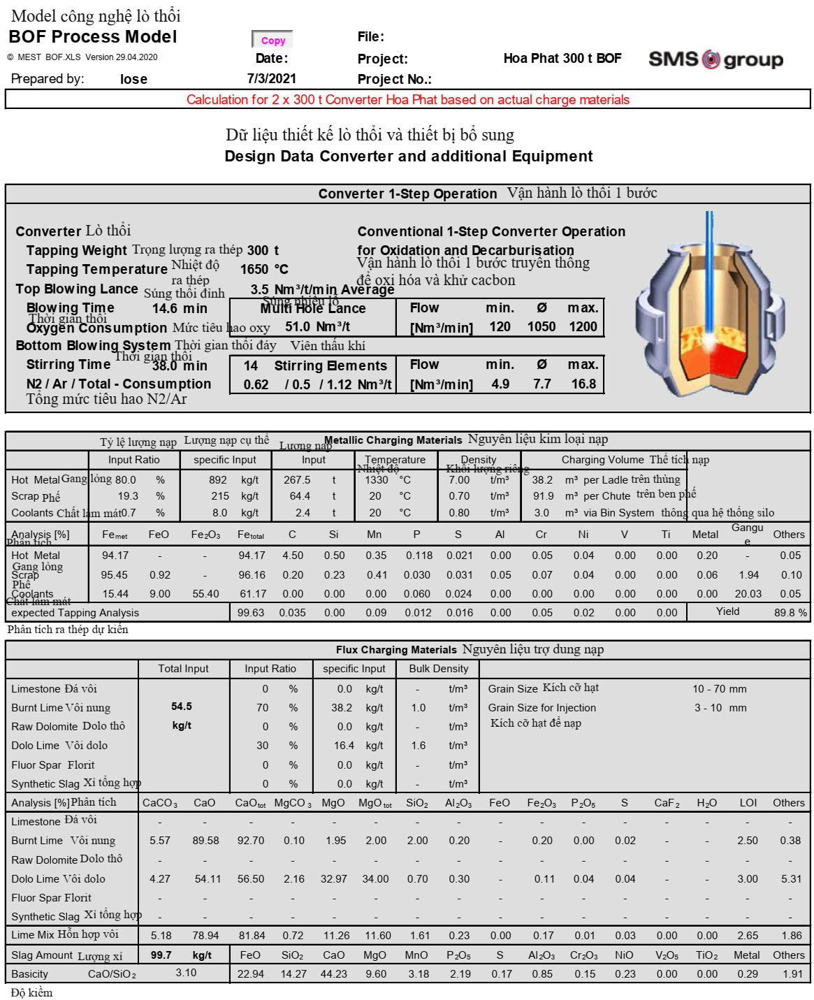 Model công nghệ lò thổi
BOF Process Model
Copy
File:
© MEST BOF.XLS Version 29.04.2020
Date:
Project:
Hoa Phat 300 t BOF
SMS group
Prepared by:
lose
7/3/2021
Project No.:
Calculation for 2 x 300 t Converter Hoa Phat based on actual charge materials
Dữ liệu thiết kế lò thổi và thiết bị bổ sung
Design Data Converter and additional Equipment
Converter 1-Step Operation Vận hành lò thổi 1 bước
Converter Lò thổi
Conventional 1-Step Converter Operation
Tapping Weight Trọng lượng ra thép 300 t
for Oxidation and Decarburisation
Tapping Temperature Nhiệt độ ra thép 1650 °C
Vận hành lò thổi 1 bước truyền thông
để oxi hóa và khử cacbon
Top Blowing Lance Súng thổi đỉnh 3.5 Nm³/t/min Average
Súng nhiều lỗ
Blowing Time 14.6 min Multi Hole Lance Flow min. Ø max.
Thời gian thổi
Oxygen Consumption Mức tiêu hao oxy 51.0 Nm³/t [Nm³/min] 120 1050 1200
Bottom Blowing System Thời gian thổi đáy Viên thấu khí
Thời gian thổi
Stirring Time 38.0 min 14 Stirring Elements Flow min. Ø max.
N2 / Ar / Total - Consumption 0.62 / 0.5 / 1.12 Nm³/t [Nm³/min] 4.9 7.7 16.8
Tổng mức tiêu hao N2/Ar
Tỷ lệ lượng nạp Lượng nạp cụ thể Lượng nạp Metallic Charging Materials Nguyên liệu kim loại nạp
Input Ratio specific Input Input Temperature Density Charging Volume Thể tích nạp
Nhiệt độ Khối lượng riêng
Hot Metal Gang lỏng 80.0 % 892 kg/t 267.5 t 1330 °C 7.00 t/m³ 38.2 m³ per Ladle trên thùng
Scrap Phế 19.3 % 215 kg/t 64.4 t 20 °C 0.70 t/m³ 91.9 m³ per Chute trên ben phế
Coolants Chất làm mát 0.7 % 8.0 kg/t 2.4 t 20 °C 0.80 t/m³ 3.0 m³ via Bin System thông qua hệ thống silo
Analysis [%] Femet FeO Fe2O3 Fetotal C Si Mn P S Al Cr Ni V Ti Metal Gangue Others
Phân tích
Hot Metal 94.17 - - 94.17 4.50 0.50 0.35 0.118 0.021 0.00 0.05 0.04 0.00 0.00 0.20 - 0.05
Gang lỏng
Scrap 95.45 0.92 - 96.16 0.20 0.23 0.41 0.030 0.031 0.05 0.07 0.04 0.00 0.00 0.06 1.94 0.10
Phế
Coolants 15.44 9.00 55.40 61.17 0.00 0.00 0.00 0.060 0.024 0.00 0.00 0.00 0.00 0.00 0.00 20.03 0.05
Chất làm mát
expected Tapping Analysis 99.63 0.035 0.00 0.09 0.012 0.016 0.00 0.05 0.02 0.00 0.00 Yield 89.8 %
Phân tích ra thép dự kiến
Flux Charging Materials Nguyên liệu trợ dung nạp
Total Input Input Ratio specific Input Bulk Density
Limestone Đá vôi 0 % 0.0 kg/t - t/m³ Grain Size Kích cỡ hạt 10 - 70 mm
Burnt Lime Vôi nung 54.5 70 % 38.2 kg/t 1.0 t/m³ Grain Size for Injection 3 - 10 mm
Raw Dolomite Dolo thô kg/t 0 % 0.0 kg/t - t/m³ Kích cỡ hạt để nạp
Dolo Lime Vôi dolo 30 % 16.4 kg/t 1.6 t/m³
Fluor Spar Florit 0 % 0.0 kg/t - t/m³
Synthetic Slag Xỉ tổng hợp 0 % 0.0 kg/t - t/m³
Analysis [%] Phân tích CaCO3 CaO CaOtot MgCO3 MgO MgOtot SiO2 Al2O3 FeO Fe2O3 P2O5 S CaF2 H2O LOI Others
Limestone Đá vôi - - - - - - - - - - - - - - - -
Burnt Lime Vôi nung 5.57 89.58 92.70 0.10 1.95 2.00 2.00 0.20 - 0.20 0.00 0.02 - - 2.50 0.38
Raw Dolomite Dolo thô - - - - - - - - - - - - - - - -
Dolo Lime Vôi dolo 4.27 54.11 56.50 2.16 32.97 34.00 0.70 0.30 - 0.11 0.04 0.04 - - 3.00 5.31
Fluor Spar Florit - - - - - - - - - - - - - - - -
Synthetic Slag Xỉ tổng hợp - - - - - - - - - - - - - - - -
Lime Mix Hỗn hợp vôi 5.18 78.94 81.84 0.72 11.26 11.60 1.61 0.23 0.00 0.17 0.01 0.03 0.00 0.00 2.65 1.86
Slag Amount Lượng xỉ 99.7 kg/t FeO SiO2 CaO MgO MnO P2O5 S Al2O3 Cr2O3 NiO V2O5 TiO2 Metal Others
Basicity CaO/SiO2 3.10 22.94 14.27 44.23 9.60 3.18 2.19 0.17 0.85 0.15 0.23 0.00 0.00 0.29 1.91
Độ kiềm